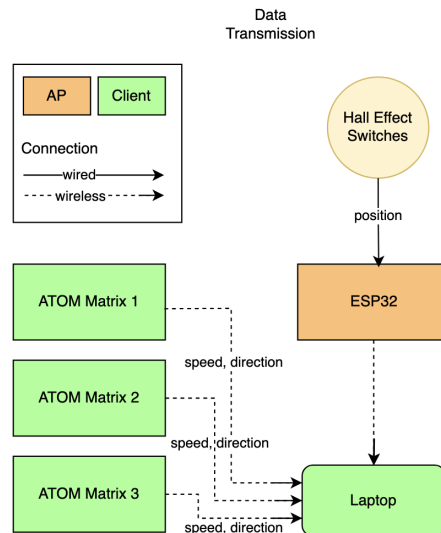 Data
Transmission
AP
Client
Connection
wired
wireless
Hall Effect
Switches
position
ATOM Matrix 1
ESP32
speed, direction
ATOM Matrix 2
speed, direction
ATOM Matrix 3
Laptop
speed, direction